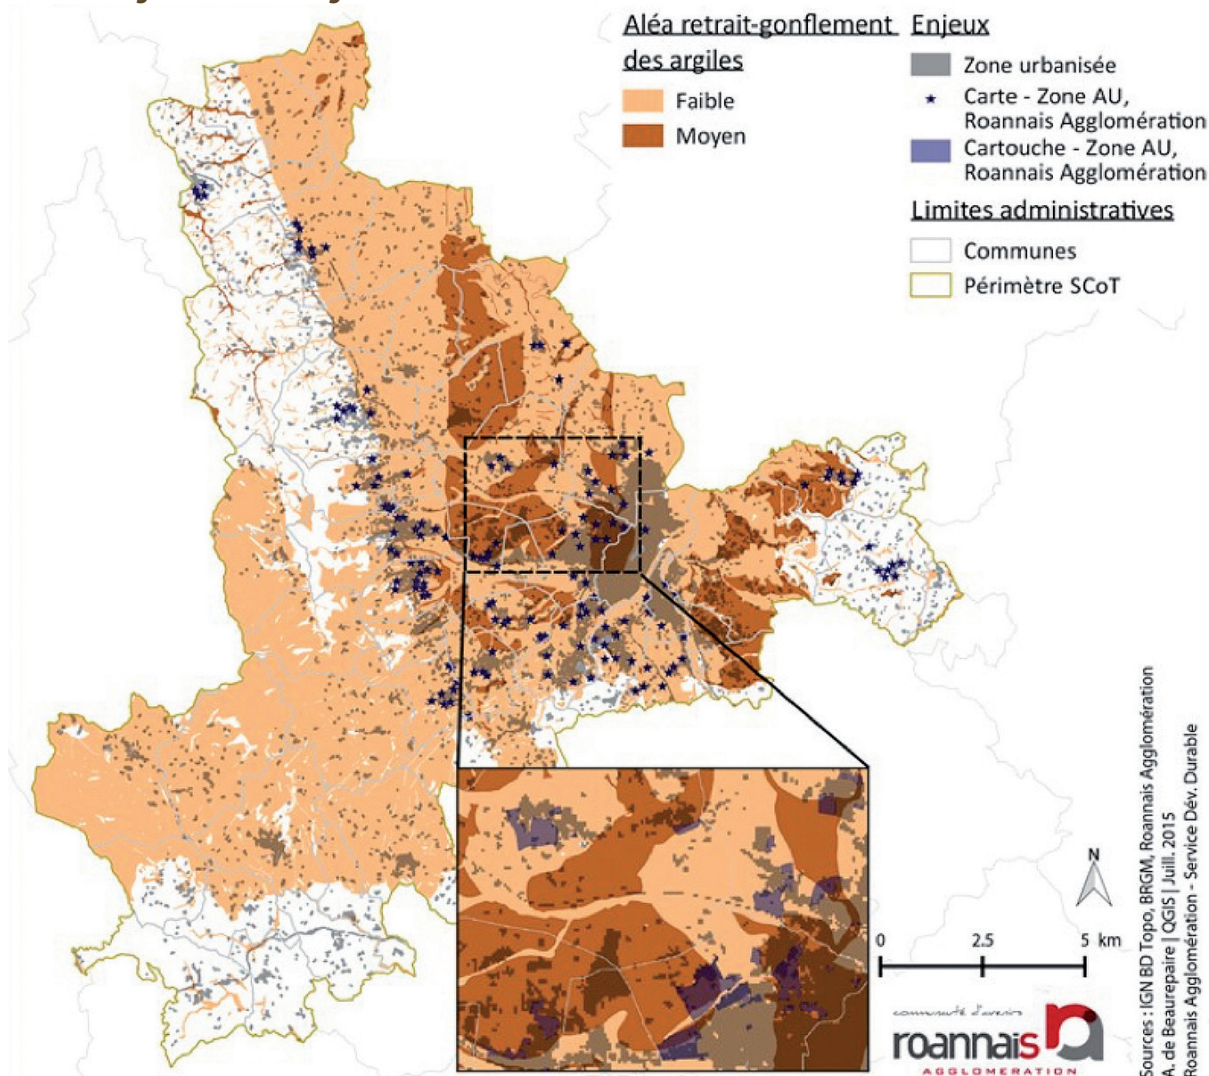 Aléa retrait-gonflement
des argiles
Faible
Moyen
Enjeux
Zone urbanisée
Carte - Zone AU,
Roannais Agglomération
Cartouche - Zone AU,
Roannais Agglomération
Limites administratives
Communes
Périmètre SCoT
N
0 2.5 5 km
communauté d'avenirs
roannais
AGGLOMERATION
Sources : IGN BD Topo, BRGM, Roannais Agglomération
A. de Beaurepaire | QGIS | Juill. 2015
Roannais Agglomération - Service Dév. Durable